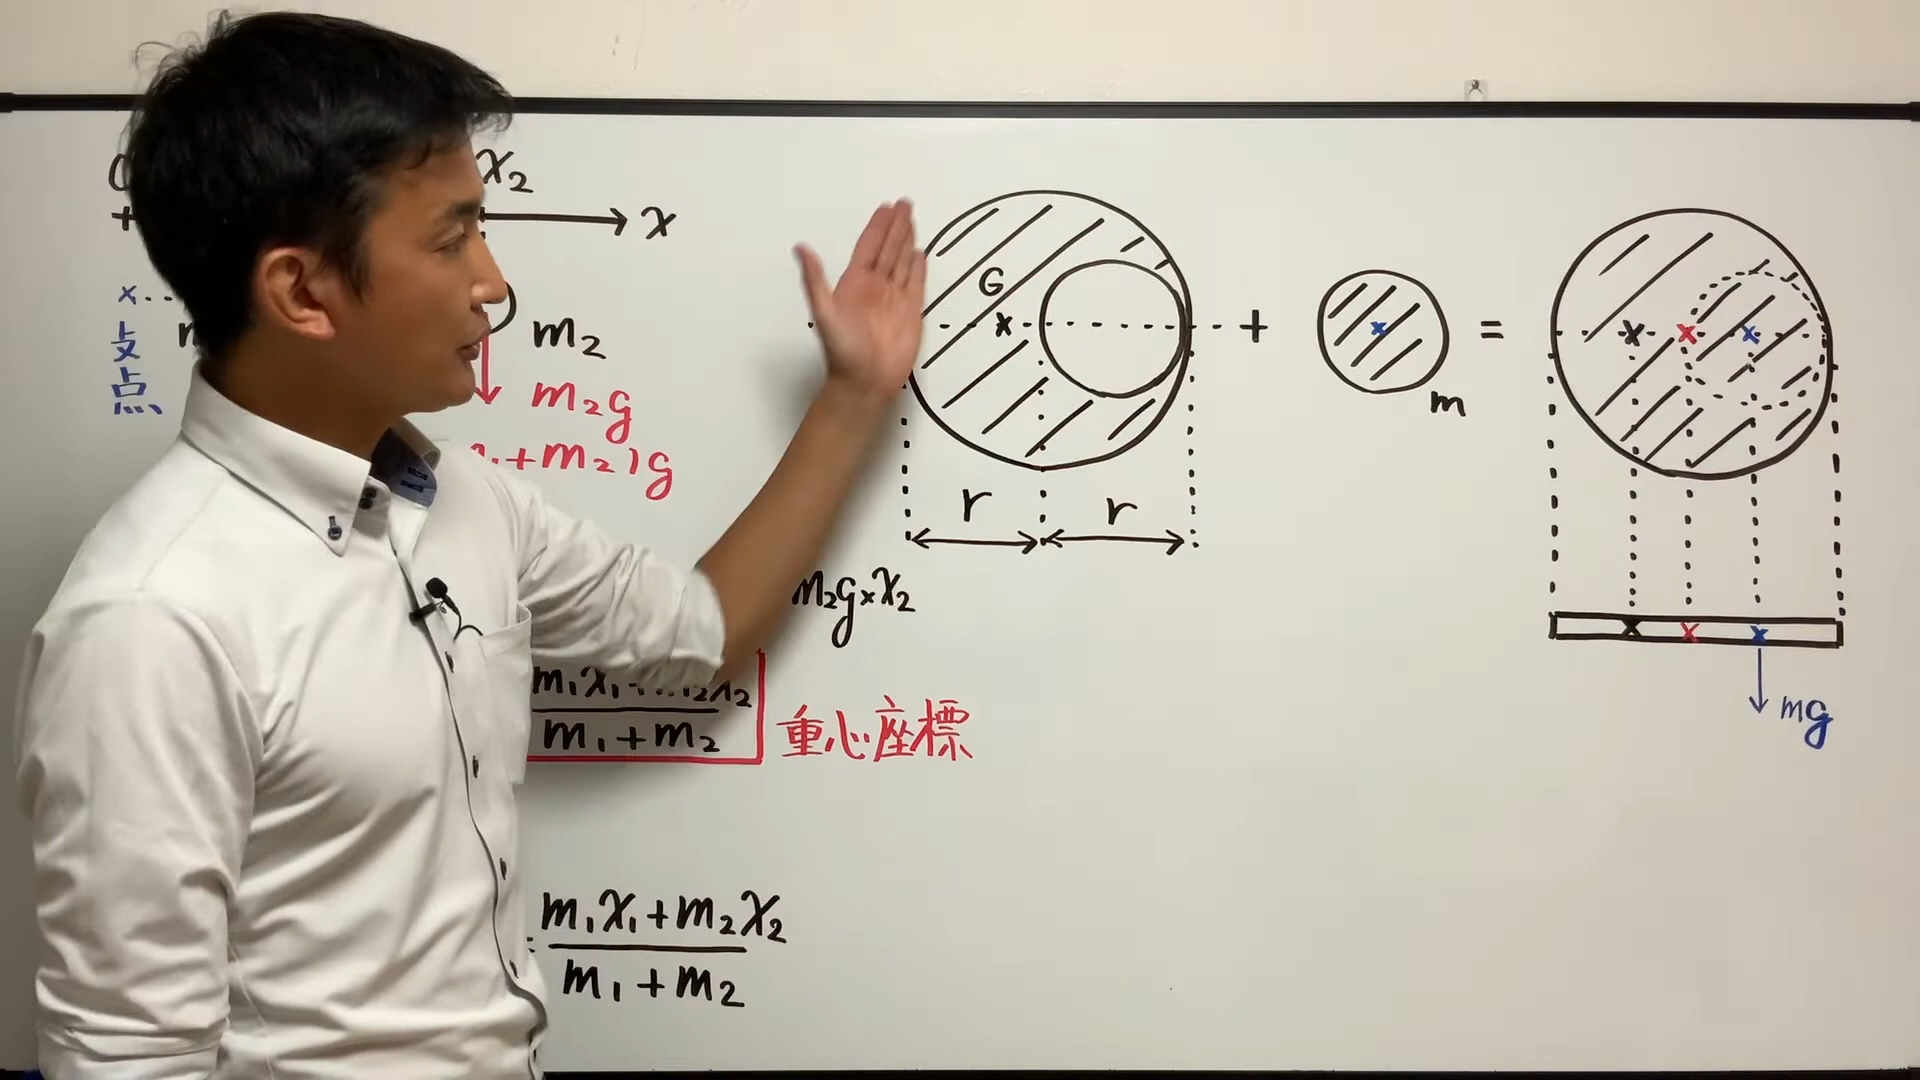 x₂
x
支点
m₂
m₂g
+m₂)g
G
r
r
+
m
=
mg
m₂g×x₂
m₁+m₂
重心座標
m₁x₁+m₂x₂
m₁+m₂